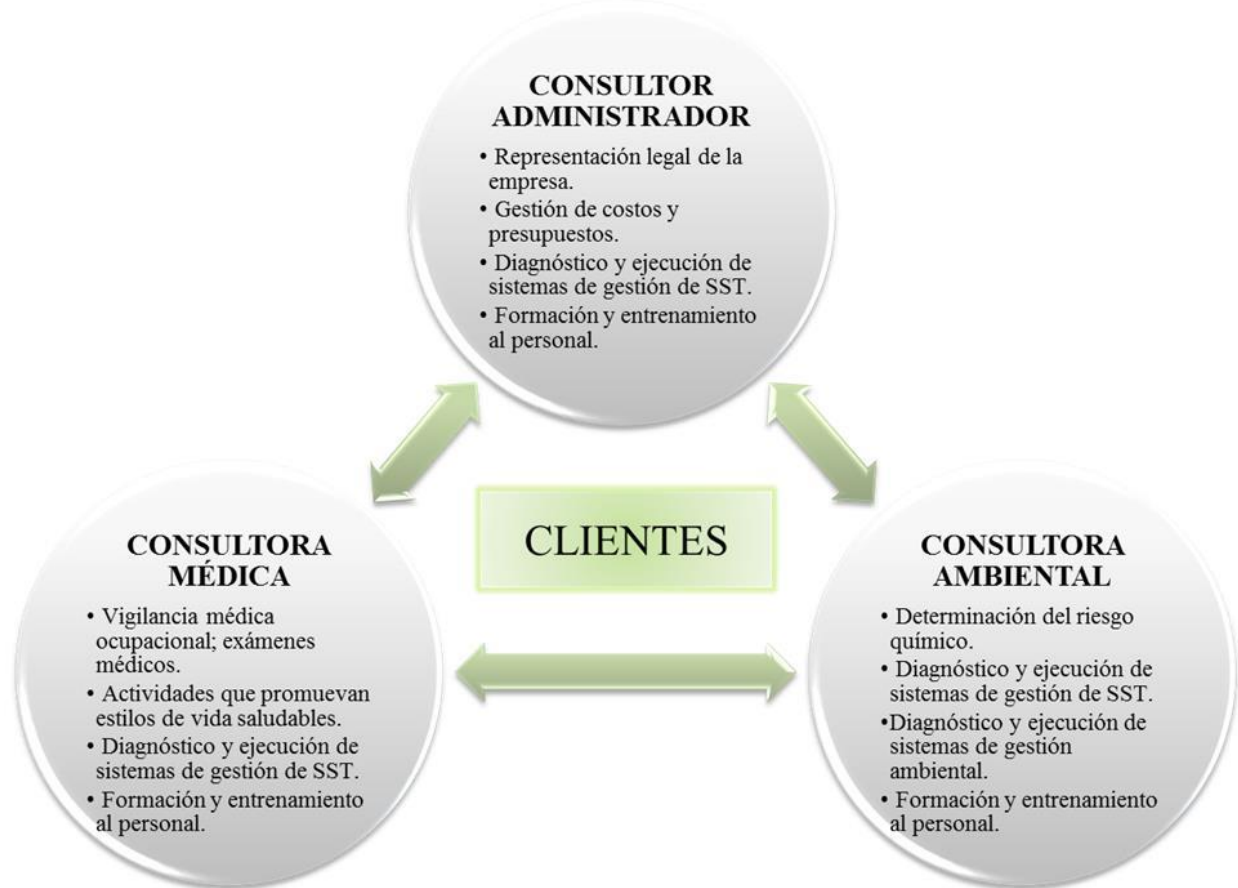 CONSULTOR
ADMINISTRADOR
• Representación legal de la
empresa.
• Gestión de costos y
presupuestos.
• Diagnóstico y ejecución de
sistemas de gestión de SST.
• Formación y entrenamiento
al personal.
CLIENTES
CONSULTORA
MÉDICA
• Vigilancia médica
ocupacional; exámenes
médicos.
• Actividades que promuevan
estilos de vida saludables.
• Diagnóstico y ejecución de
sistemas de gestión de SST.
• Formación y entrenamiento
al personal.
CONSULTORA
AMBIENTAL
• Determinación del riesgo
químico.
• Diagnóstico y ejecución de
sistemas de gestión de SST.
•Diagnóstico y ejecución de
sistemas de gestión
ambiental.
• Formación y entrenamiento
al personal.